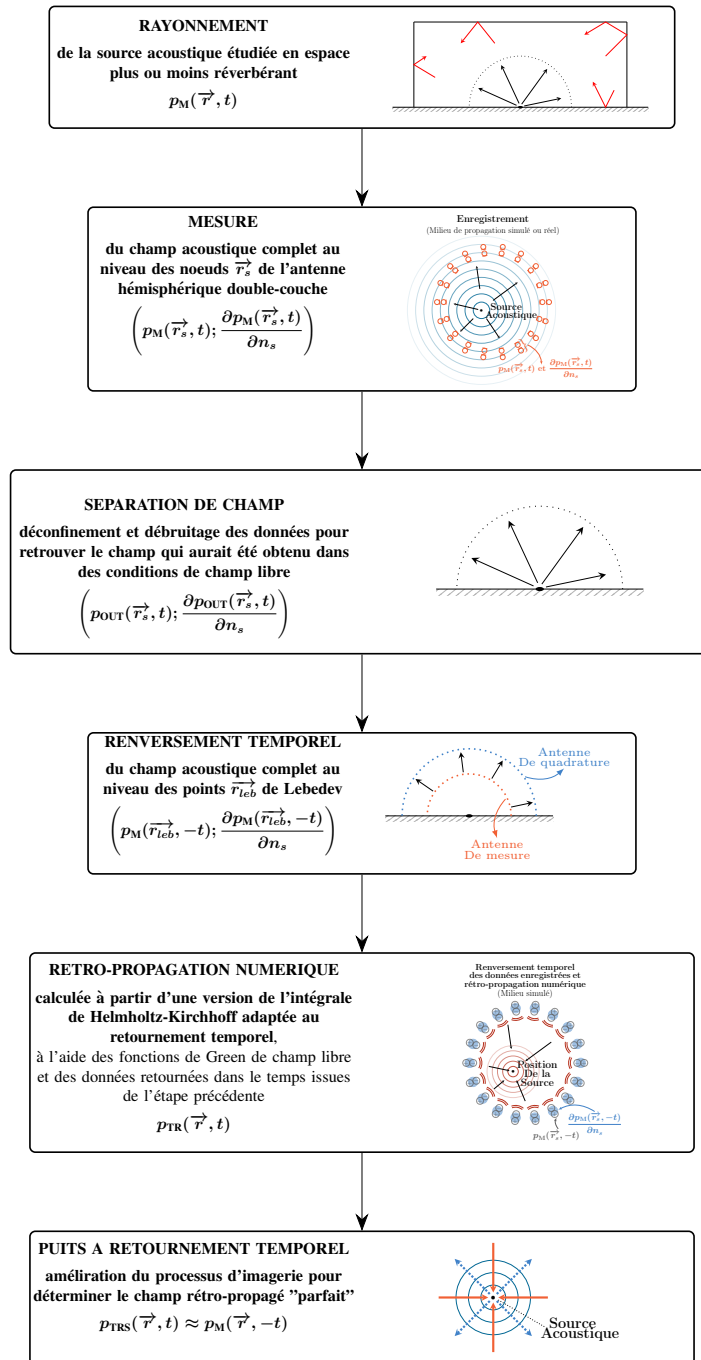 RAYONNEMENT
de la source acoustique étudiée en espace
plus ou moins réverbérant
p_M(r⃗, t)
MESURE
du champ acoustique complet au
niveau des noeuds r⃗_s de l'antenne
hémisphérique double-couche
(p_M(r⃗_s, t); ∂p_M(r⃗_s, t)/∂n_s)
Enregistrement
(Milieu de propagation simulé ou réel)
Source
Acoustique
p_M(r⃗_s, t) et ∂p_M(r⃗_s, t)/∂n_s
SEPARATION DE CHAMP
déconfinement et débruitage des données pour
retrouver le champ qui aurait été obtenu dans
des conditions de champ libre
(p_OUT(r⃗_s, t); ∂p_OUT(r⃗_s, t)/∂n_s)
RENVERSEMENT TEMPOREL
du champ acoustique complet au
niveau des points r⃗_leb de Lebedev
(p_M(r⃗_leb, −t); ∂p_M(r⃗_leb, −t)/∂n_s)
Antenne
De quadrature
Antenne
De mesure
RETRO-PROPAGATION NUMERIQUE
calculée à partir d'une version de l'intégrale
de Helmholtz-Kirchhoff adaptée au
retournement temporel,
à l'aide des fonctions de Green de champ libre
et des données retournées dans le temps issues
de l'étape précédente
p_TR(r⃗, t)
Renversement temporel
des données enregistrées et
rétro-propagation numérique
(Milieu simulé)
Position
De la
Source
∂p_M(r⃗_s, −t)/∂n_s
p_M(r⃗_s, −t)
PUITS A RETOURNEMENT TEMPOREL
amélioration du processus d'imagerie pour
déterminer le champ rétro-propagé ”parfait”
p_TRS(r⃗, t) ≈ p_M(r⃗, −t)
Source
Acoustique